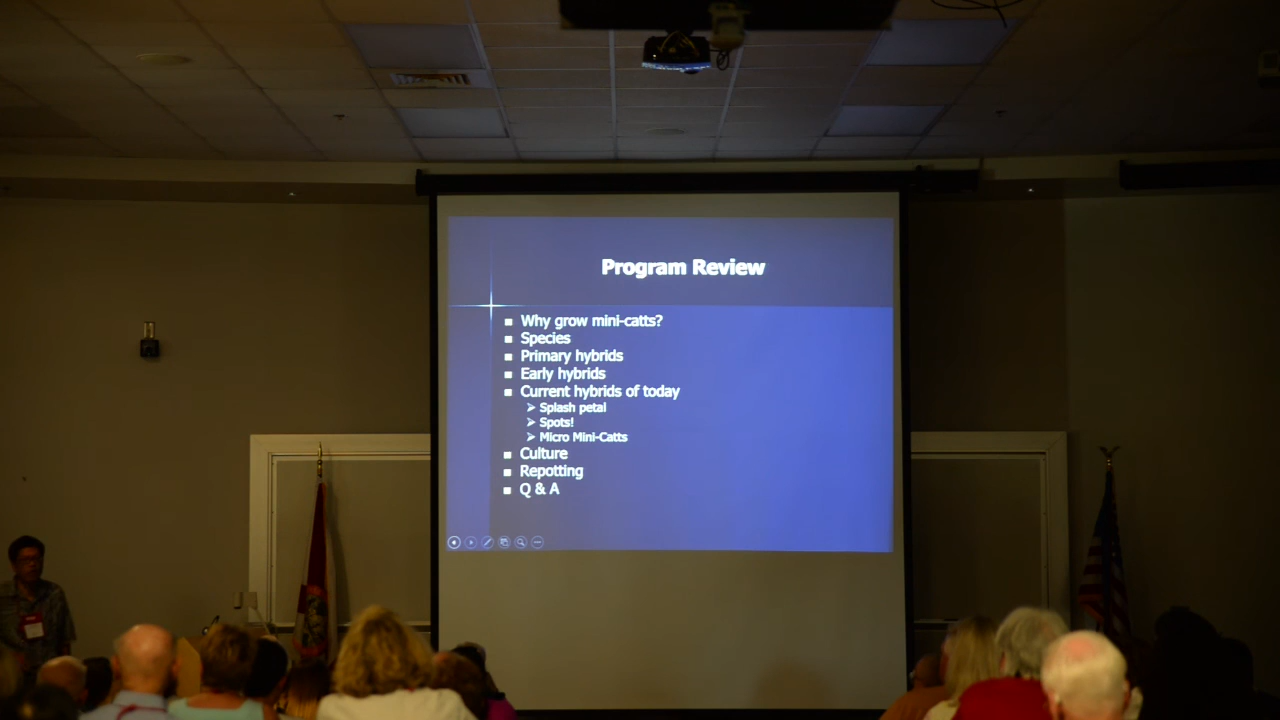 Program Review
Why grow mini-catts?
Species
Primary hybrids
Early hybrids
Current hybrids of today
Splash petal
Spots!
Micro Mini-Catts
Culture
Repotting
Q & A